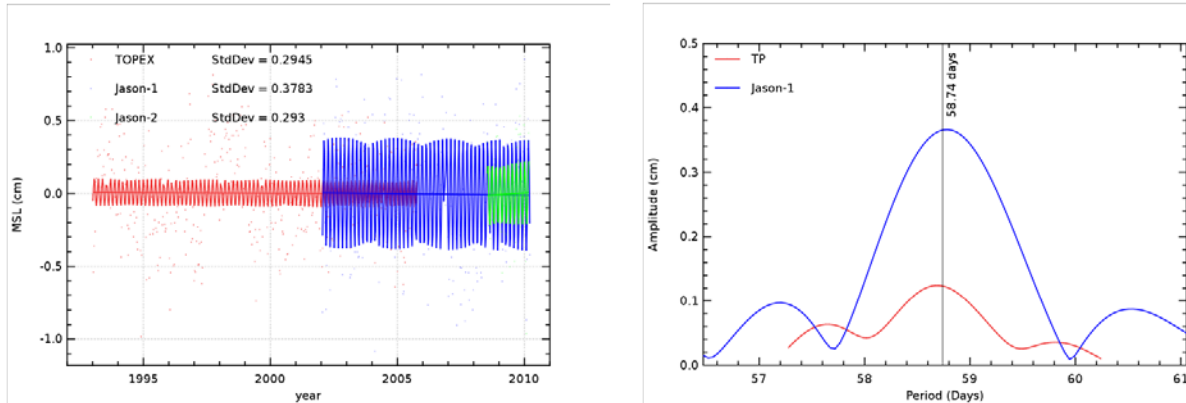 TOPEX StdDev = 0.2945
Jason-1 StdDev = 0.3783
Jason-2 StdDev = 0.293
1.0
0.5
0.0
-0.5
-1.0
MSL (cm)
1995 2000 2005 2010
year
TP
Jason-1
58.74 days
0.5
0.4
0.3
0.2
0.1
0.0
Amplitude (cm)
57 58 59 60 61
Period (Days)